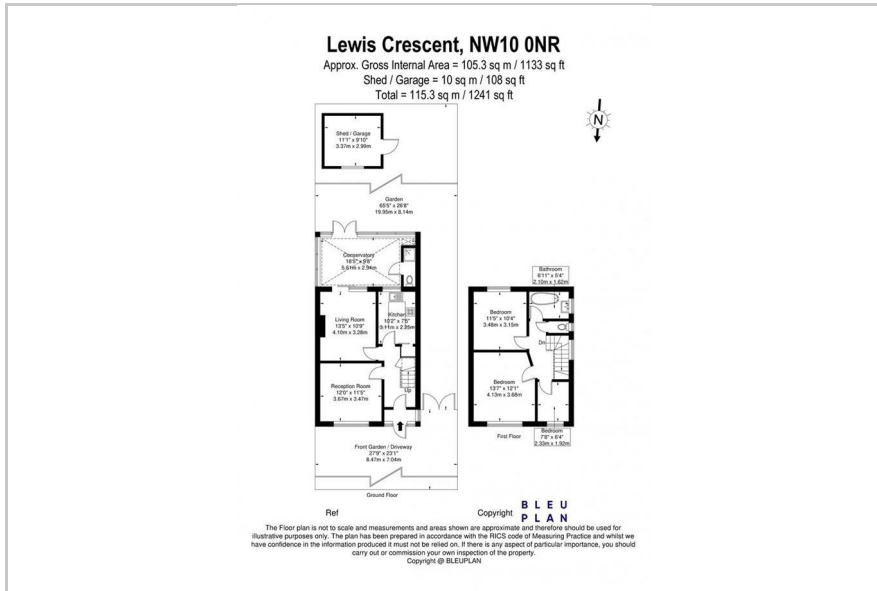 Lewis Crescent, NW10 0NR
Approx. Gross Internal Area = 105.3 sq m / 1133 sq ft
Shed / Garage = 10 sq m / 108 sq ft
Total = 115.3 sq m / 1241 sq ft
N
Shed / Garage
11'1" x 9'10"
3.37m x 2.99m
Garden
65'5" x 26'8"
19.95m x 8.14m
Conservatory
18'5" x 9'8"
5.61m x 2.94m
Kitchen
10'2" x 7'5"
3.11m x 2.25m
Living Room
13'5" x 10'9"
4.10m x 3.28m
Reception Room
12'0" x 11'5"
3.67m x 3.47m
Up
Front Garden / Driveway
27'9" x 23'1"
8.47m x 7.04m
Ground Floor
Bathroom
6'11" x 5'4"
2.10m x 1.62m
Bedroom
11'5" x 10'4"
3.48m x 3.15m
Dn
Bedroom
13'7" x 12'1"
4.13m x 3.68m
Bedroom
7'8" x 6'4"
2.33m x 1.92m
First Floor
Ref
Copyright
BLEU
PLAN
The Floor plan is not to scale and measurements and areas shown are approximate and therefore should be used for
illustrative purposes only. The plan has been prepared in accordance with the RICS code of Measuring Practice and whilst we
have confidence in the information produced it must not be relied on. If there is any aspect of particular importance, you should
carry out or commission your own inspection of the property.
Copyright @ BLEUPLAN